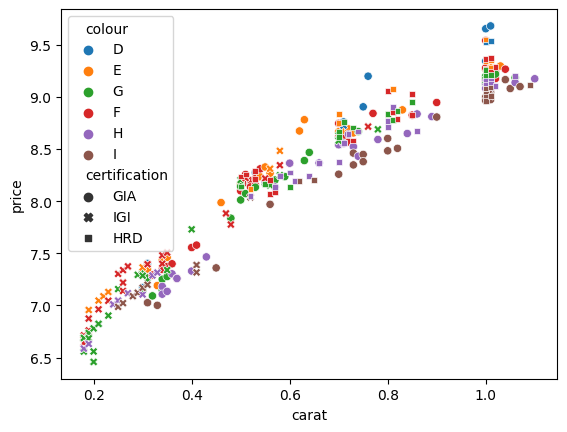 colour
D
E
G
F
H
I
certification
GIA
IGI
HRD
price
9.5
9.0
8.5
8.0
7.5
7.0
6.5
0.2 0.4 0.6 0.8 1.0
carat